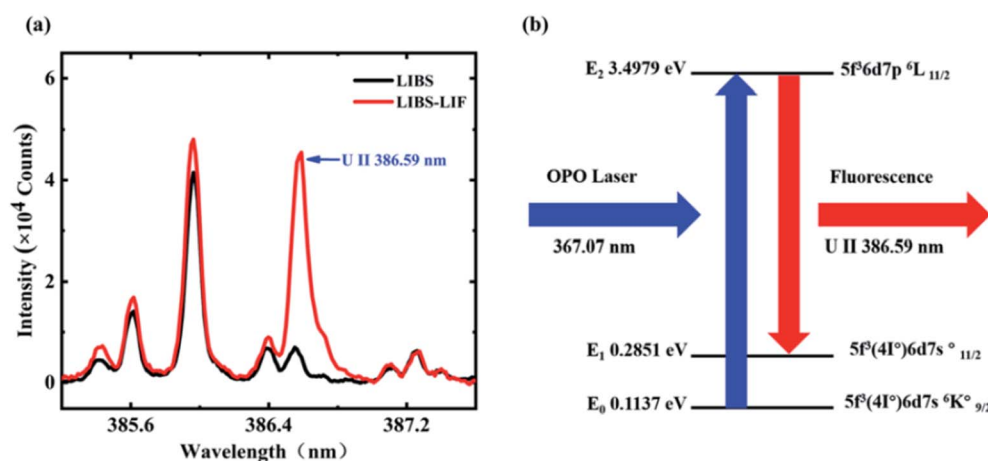 (a)
6
4
2
0
Intensity (×10⁴ Counts)
LIBS
LIBS-LIF
U II 386.59 nm
385.6 386.4 387.2
Wavelength（nm）
(b)
E₂ 3.4979 eV
5f³6d7p ⁶L ₁₁/₂
OPO Laser
367.07 nm
Fluorescence
U II 386.59 nm
E₁ 0.2851 eV
5f³(4I°)6d7s ° ₁₁/₂
E₀ 0.1137 eV
5f³(4I°)6d7s ⁶K° ₉/₂